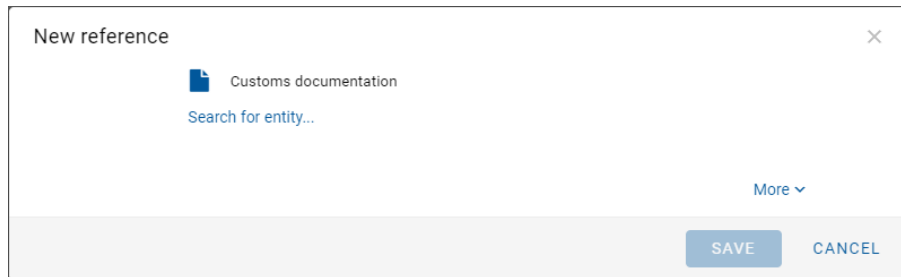 New reference
Customs documentation
Search for entity...
More
SAVE CANCEL